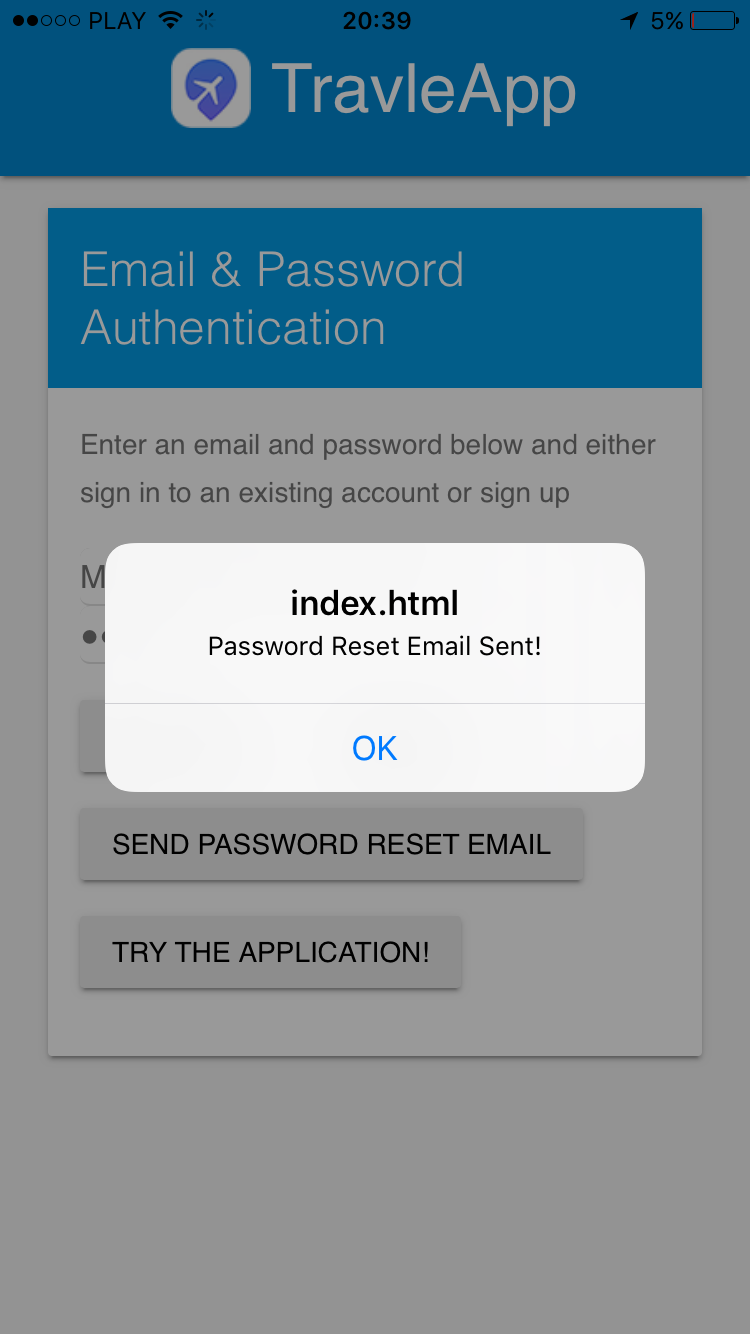 PLAY 20:39 5%
TravleApp
Email & Password
Authentication
Enter an email and password below and either
sign in to an existing account or sign up
M
index.html
Password Reset Email Sent!
OK
SEND PASSWORD RESET EMAIL
TRY THE APPLICATION!